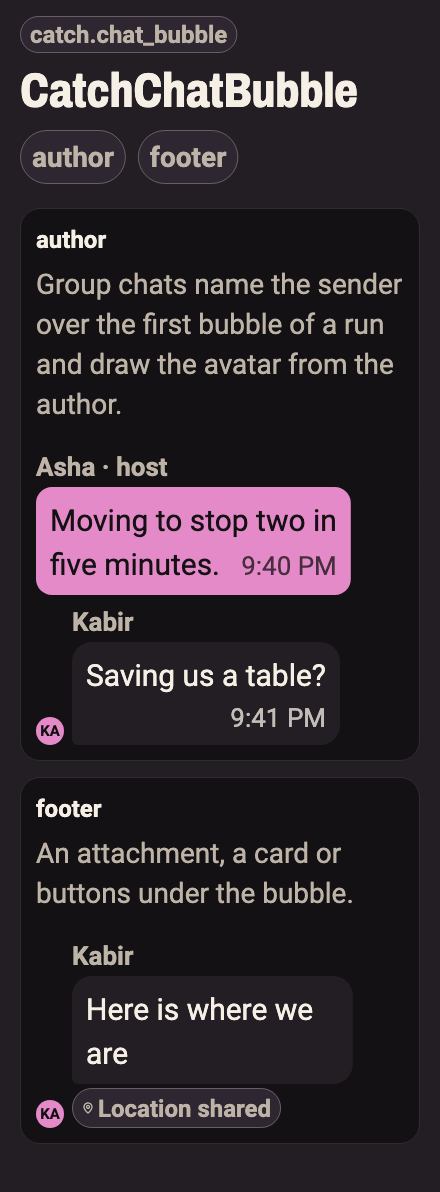 catch.chat_bubble
CatchChatBubble
author footer
author
Group chats name the sender
over the first bubble of a run
and draw the avatar from the
author.
Asha · host
Moving to stop two in
five minutes. 9:40 PM
Kabir
Saving us a table?
9:41 PM
KA
footer
An attachment, a card or
buttons under the bubble.
Kabir
Here is where we
are
KA Location shared